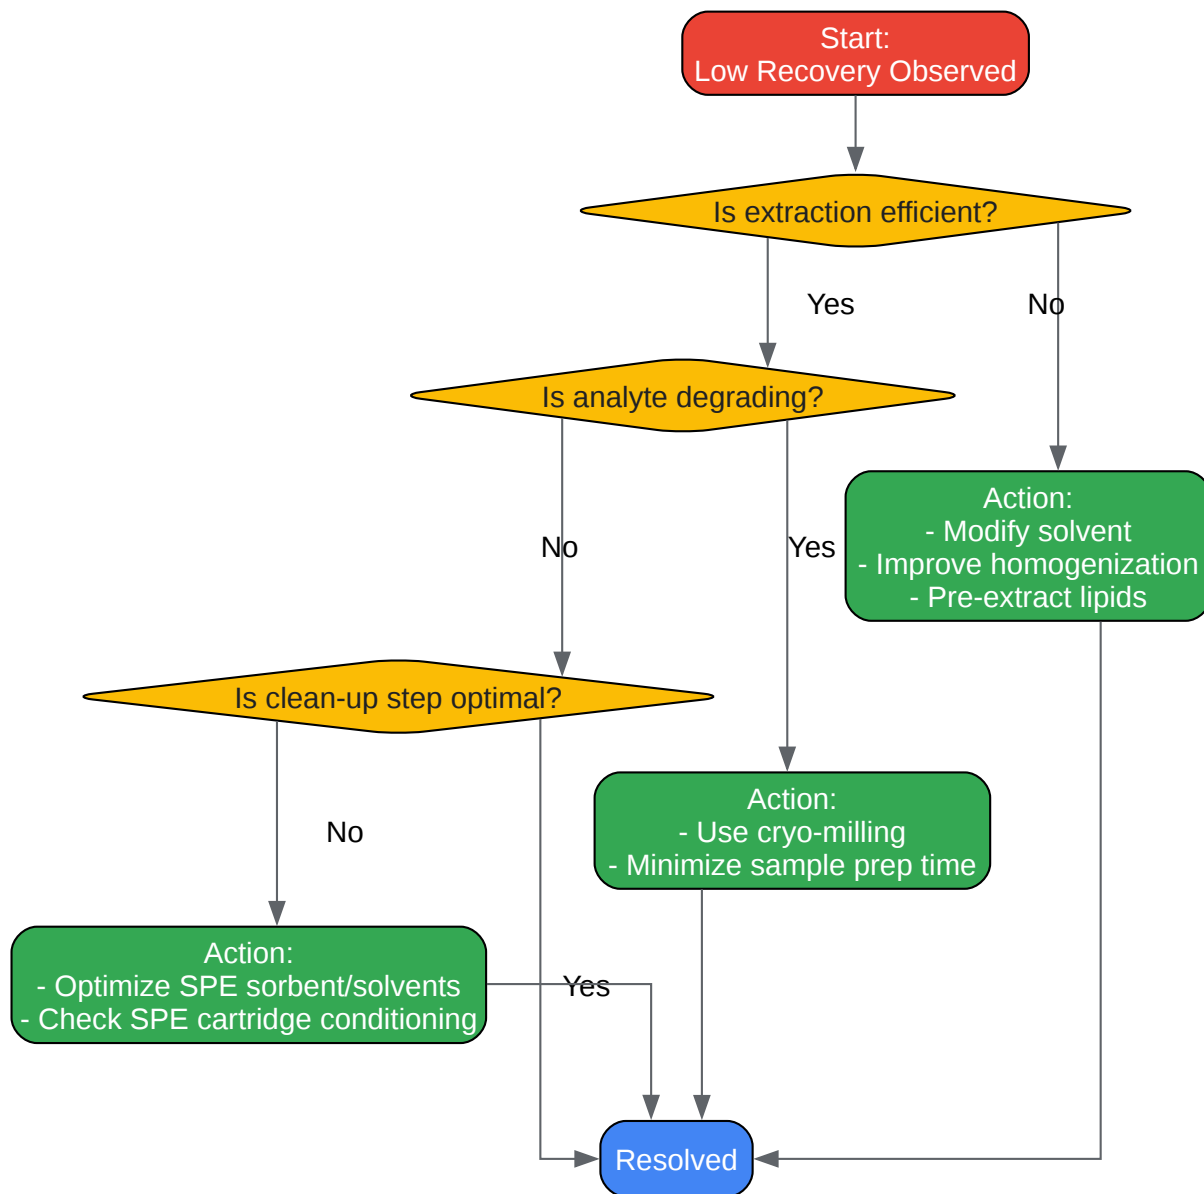 Start:
Low Recovery Observed
Is extraction efficient?
Yes
No
Is analyte degrading?
Action:
- Modify solvent
- Improve homogenization
- Pre-extract lipids
No
Yes
Is clean-up step optimal?
Action:
- Use cryo-milling
- Minimize sample prep time
No
Action:
- Optimize SPE sorbent/solvents
- Check SPE cartridge conditioning
Yes
Resolved